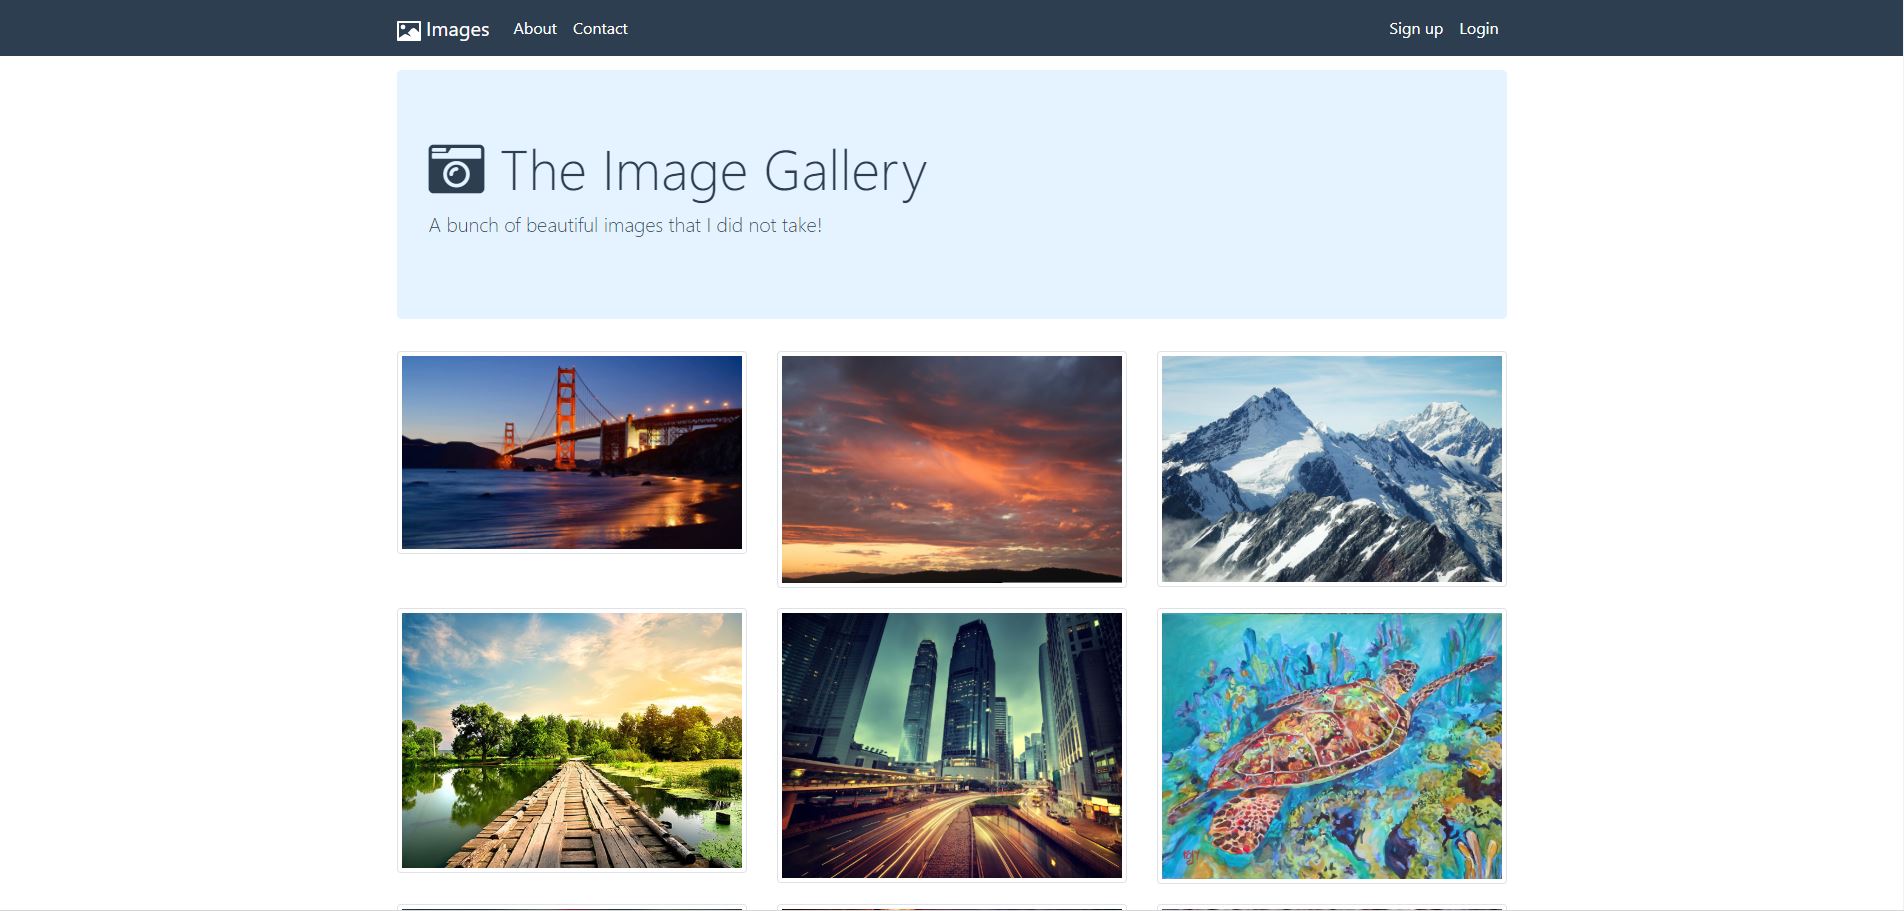 Images About Contact Sign up Login
The Image Gallery
A bunch of beautiful images that I did not take!